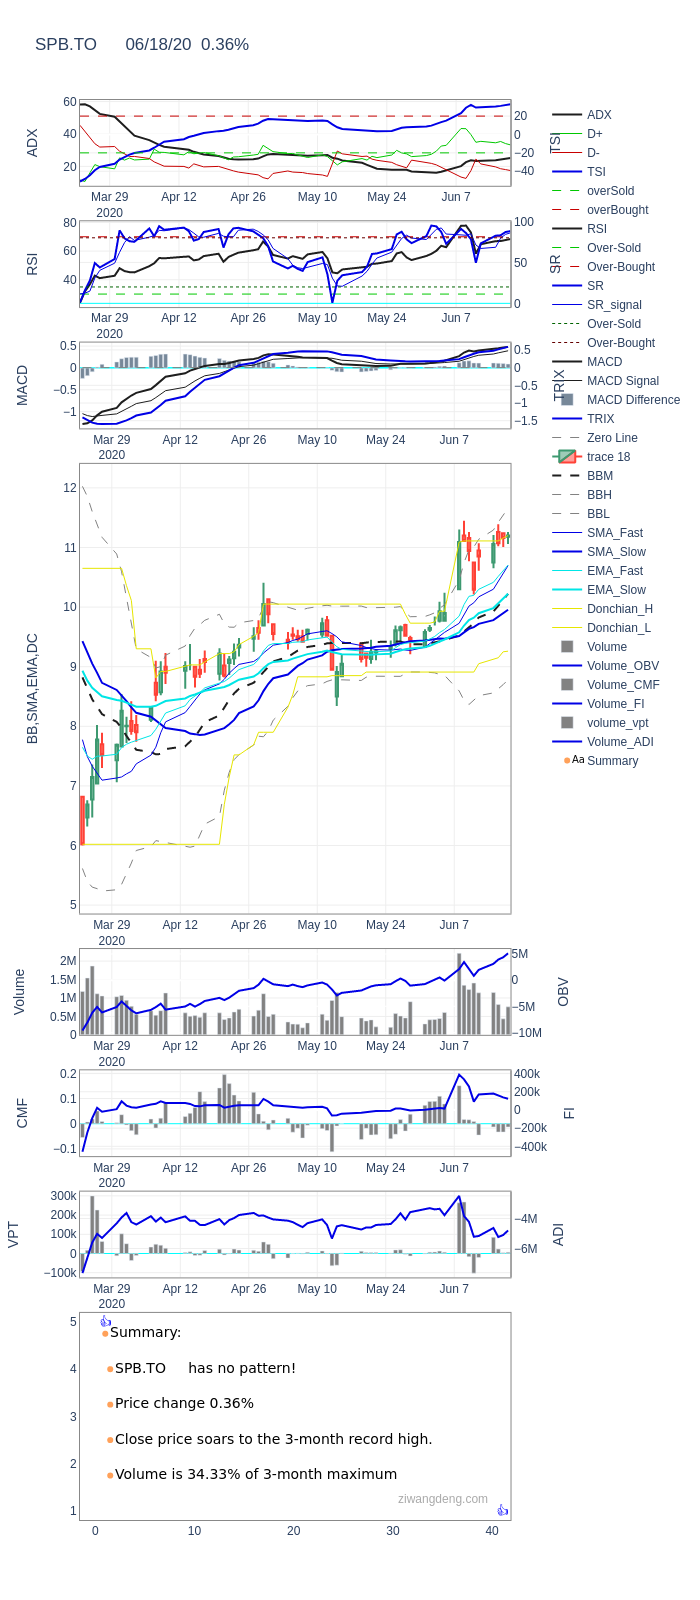 SPB.TO 06/18/20 0.36%
60
40
20
ADX
20
0
−20
−40
TSI
Mar 29 Apr 12 Apr 26 May 10 May 24 Jun 7
2020
80
60
40
RSI
100
50
0
SR
Mar 29 Apr 12 Apr 26 May 10 May 24 Jun 7
2020
0.5
0
−0.5
−1
MACD
0.5
0
−0.5
−1
−1.5
TRIX
Mar 29 Apr 12 Apr 26 May 10 May 24 Jun 7
2020
12
11
10
9
8
7
6
5
BB,SMA,EMA,DC
Mar 29 Apr 12 Apr 26 May 10 May 24 Jun 7
2020
2M
1.5M
1M
0.5M
0
Volume
5M
0
−5M
−10M
OBV
Mar 29 Apr 12 Apr 26 May 10 May 24 Jun 7
2020
0.2
0.1
0
−0.1
CMF
400k
200k
0
−200k
−400k
FI
Mar 29 Apr 12 Apr 26 May 10 May 24 Jun 7
2020
300k
200k
100k
0
−100k
VPT
−4M
−6M
ADI
Mar 29 Apr 12 Apr 26 May 10 May 24 Jun 7
2020
5
4
3
2
1
Summary:
SPB.TO has no pattern!
Price change 0.36%
Close price soars to the 3-month record high.
Volume is 34.33% of 3-month maximum
ziwangdeng.com
0 10 20 30 40
ADX
D+
D-
TSI
overSold
overBought
RSI
Over-Sold
Over-Bought
SR
SR_signal
Over-Sold
Over-Bought
MACD
MACD Signal
MACD Difference
TRIX
Zero Line
trace 18
BBM
BBH
BBL
SMA_Fast
SMA_Slow
EMA_Fast
EMA_Slow
Donchian_H
Donchian_L
Volume
Volume_OBV
Volume_CMF
Volume_FI
volume_vpt
Volume_ADI
Aa Summary